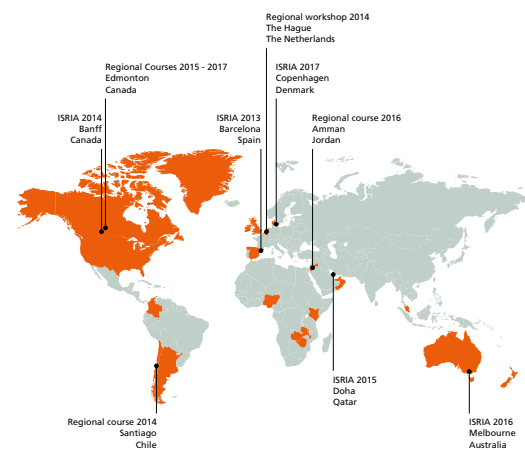 Regional workshop 2014
The Hague
The Netherlands
Regional Courses 2015 - 2017
Edmonton
Canada
ISRIA 2017
Copenhagen
Denmark
ISRIA 2014
Banff
Canada
ISRIA 2013
Barcelona
Spain
Regional course 2016
Amman
Jordan
ISRIA 2015
Doha
Qatar
Regional course 2014
Santiago
Chile
ISRIA 2016
Melbourne
Australia